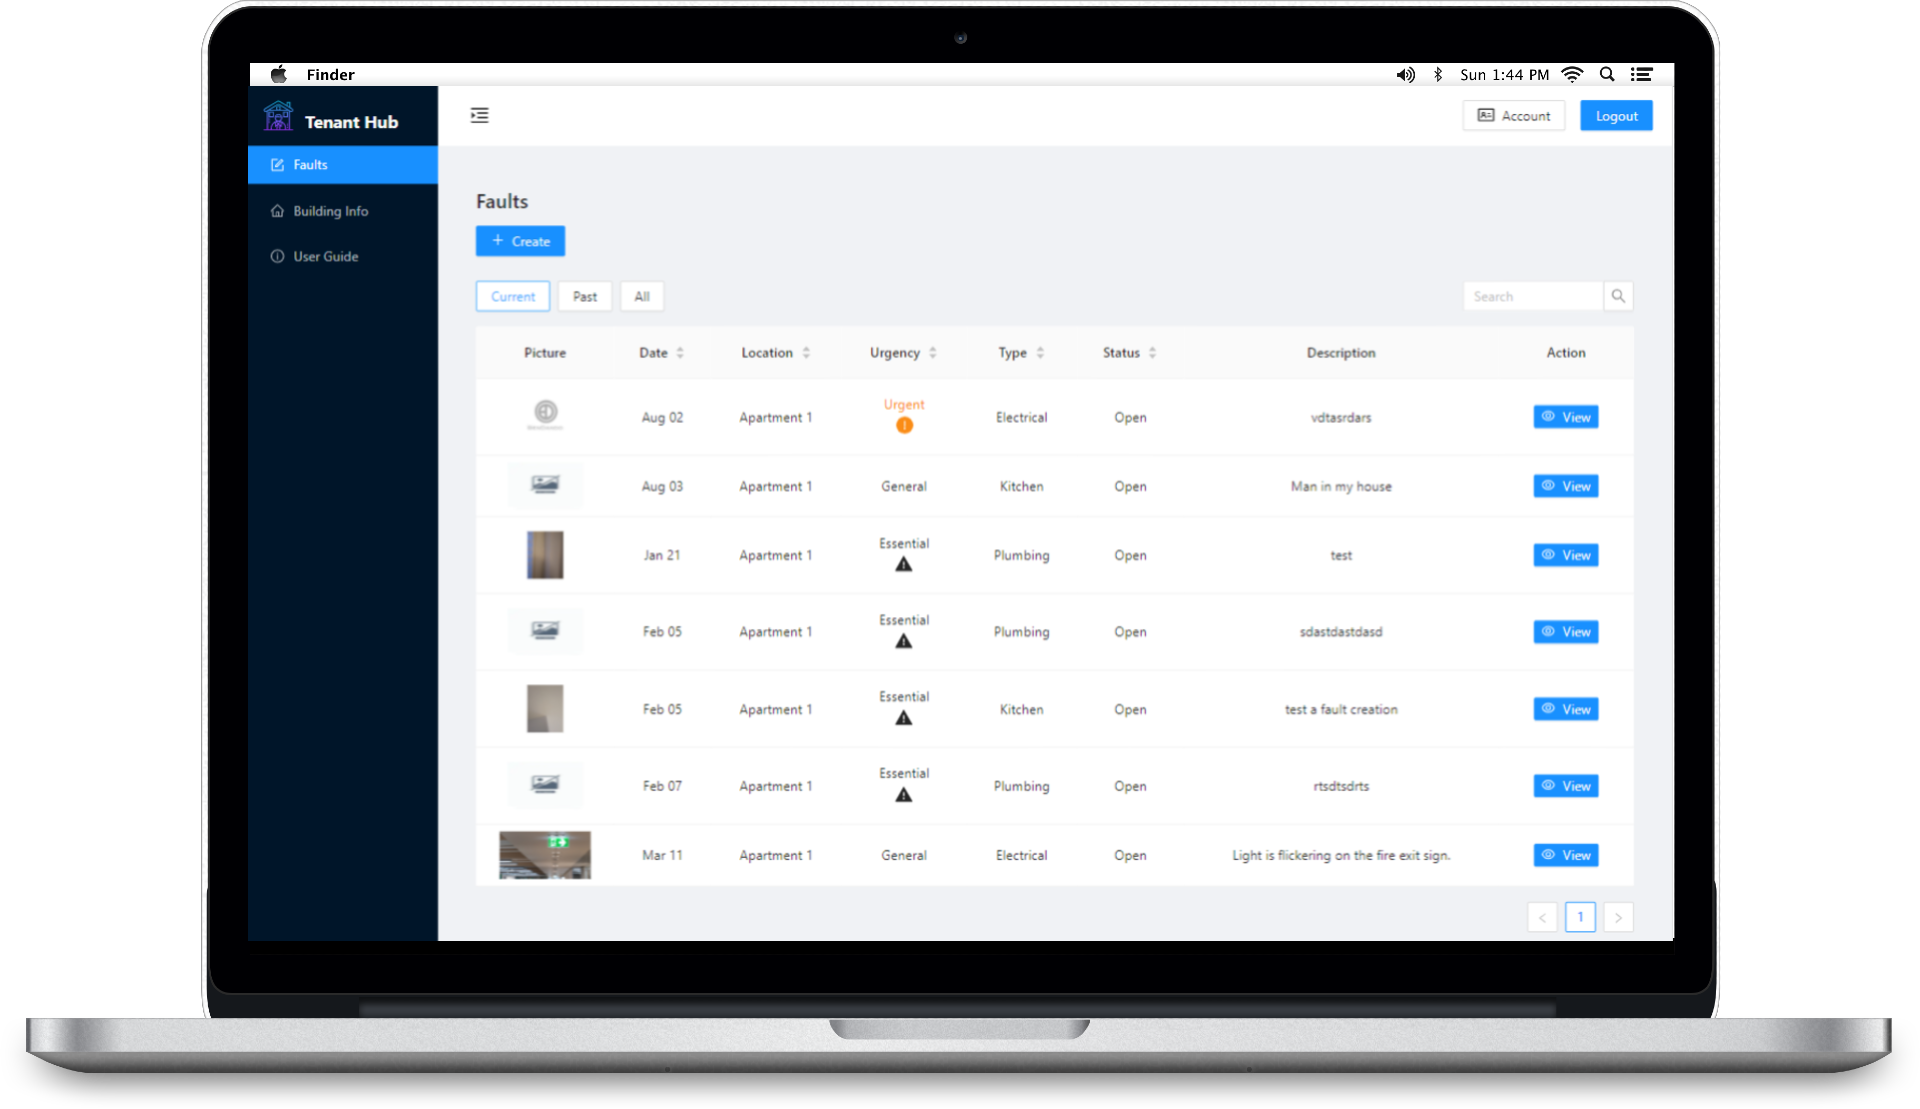 Finder
Sun 1:44 PM
Tenant Hub
Account
Logout
Faults
Building Info
User Guide
Faults
+ Create
Current Past All
Search
Picture Date Location Urgency Type Status Description Action
Aug 02 Apartment 1 Urgent Electrical Open vdtasrdars View
Aug 03 Apartment 1 General Kitchen Open Man in my house View
Jan 21 Apartment 1 Essential Plumbing Open test View
Feb 05 Apartment 1 Essential Plumbing Open sdastdastdasd View
Feb 05 Apartment 1 Essential Kitchen Open test a fault creation View
Feb 07 Apartment 1 Essential Plumbing Open rtsdtsdrts View
Mar 11 Apartment 1 General Electrical Open Light is flickering on the fire exit sign. View
< 1 >